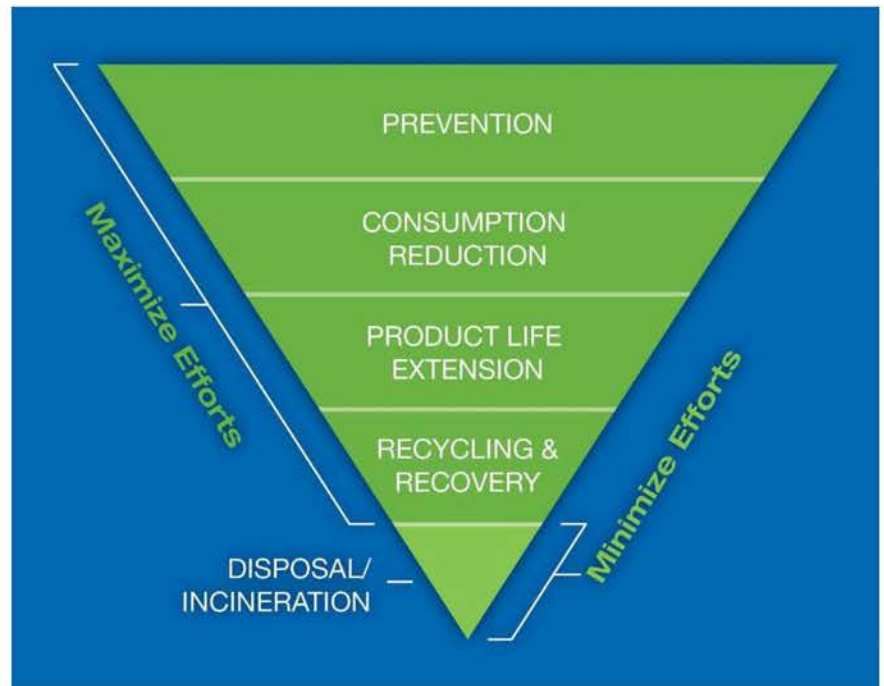 PREVENTION
CONSUMPTION
REDUCTION
PRODUCT LIFE
EXTENSION
RECYCLING &
RECOVERY
DISPOSAL/
INCINERATION
Maximize Efforts
Minimize Efforts